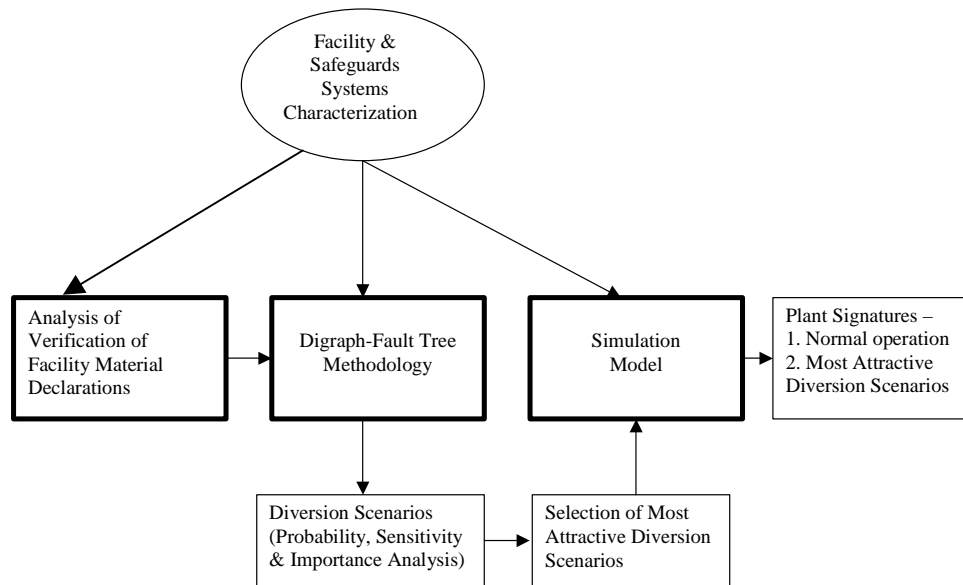 Facility &
Safeguards
Systems
Characterization
Analysis of
Verification of
Facility Material
Declarations
Digraph-Fault Tree
Methodology
Simulation
Model
Plant Signatures –
1. Normal operation
2. Most Attractive
Diversion Scenarios
Diversion Scenarios
(Probability, Sensitivity
& Importance Analysis)
Selection of Most
Attractive Diversion
Scenarios